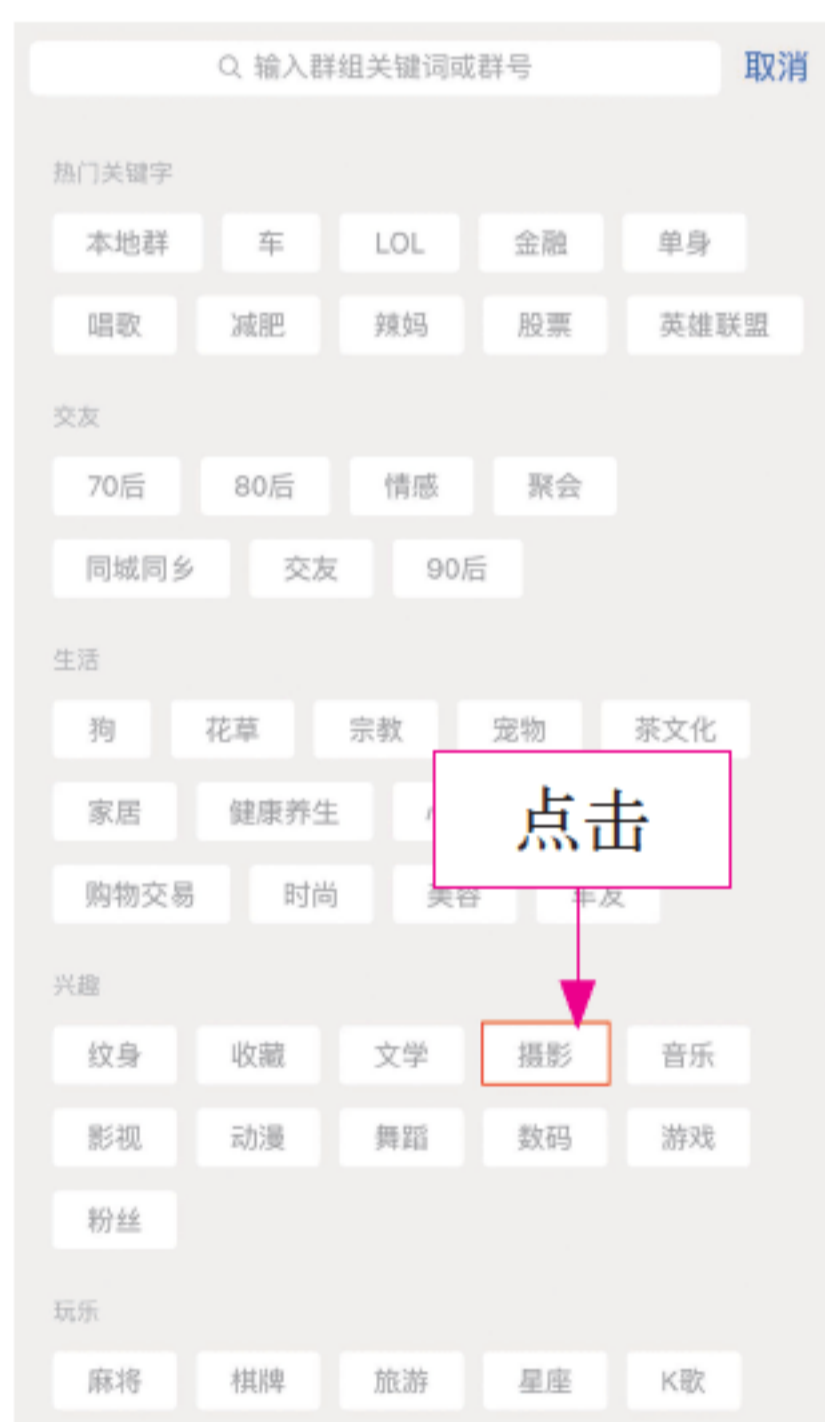 输入群组关键词或群号 取消
热门关键字
本地群 车 LOL 金融 单身
唱歌 减肥 辣妈 股票 英雄联盟
交友
70后 80后 情感 聚会
同城同乡 交友 90后
生活
狗 花草 宗教 宠物 茶文化
家居 健康养生
点击
购物交易 时尚 美容 车友
兴趣
纹身 收藏 文学 摄影 音乐
影视 动漫 舞蹈 数码 游戏
粉丝
玩乐
麻将 棋牌 旅游 星座 K歌